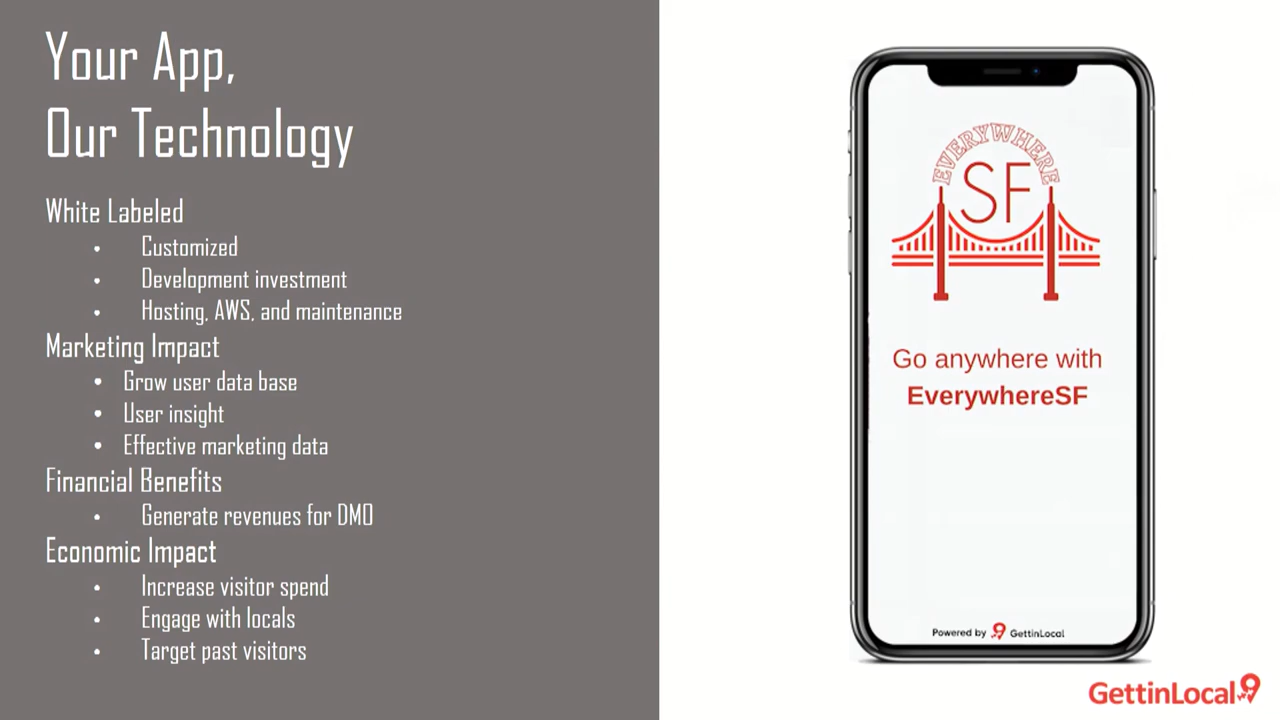 Your App,
Our Technology
White Labeled
• Customized
• Development investment
• Hosting, AWS, and maintenance
Marketing Impact
• Grow user data base
• User insight
• Effective marketing data
Financial Benefits
• Generate revenues for DMO
Economic Impact
• Increase visitor spend
• Engage with locals
• Target past visitors
EVERYWHERE
SF
Go anywhere with
EverywhereSF
Powered by GettinLocal
GettinLocal